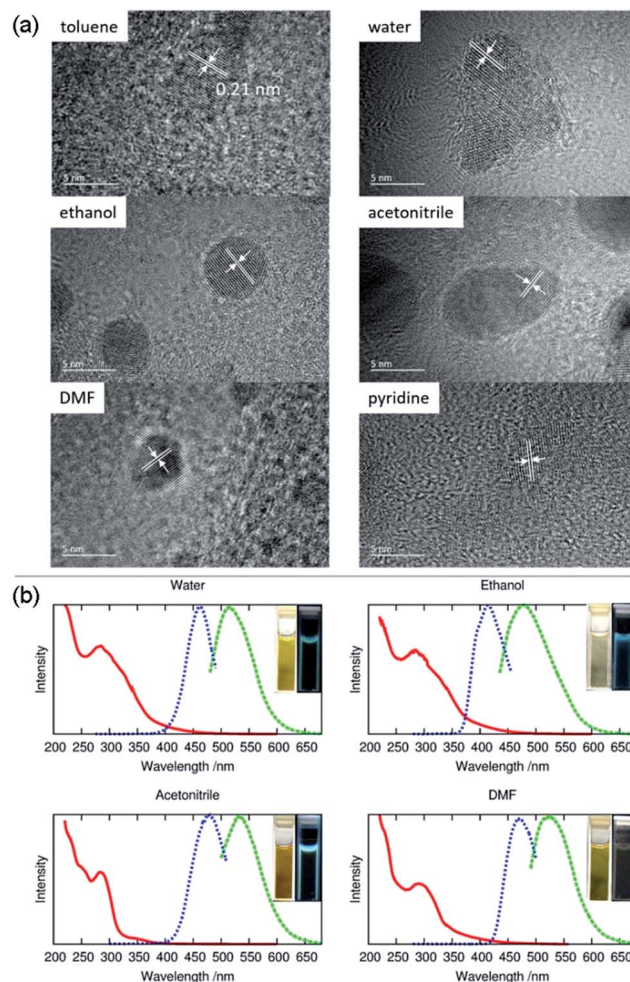 (a)
toluene
water
0.21 nm
5 nm
5 nm
ethanol
acetonitrile
5 nm
5 nm
DMF
pyridine
5 nm
5 nm
(b)
Water
Ethanol
Intensity
Intensity
200 250 300 350 400 450 500 550 600 650
200 250 300 350 400 450 500 550 600 650
Wavelength /nm
Wavelength /nm
Acetonitrile
DMF
Intensity
Intensity
200 250 300 350 400 450 500 550 600 650
200 250 300 350 400 450 500 550 600 650
Wavelength /nm
Wavelength /nm